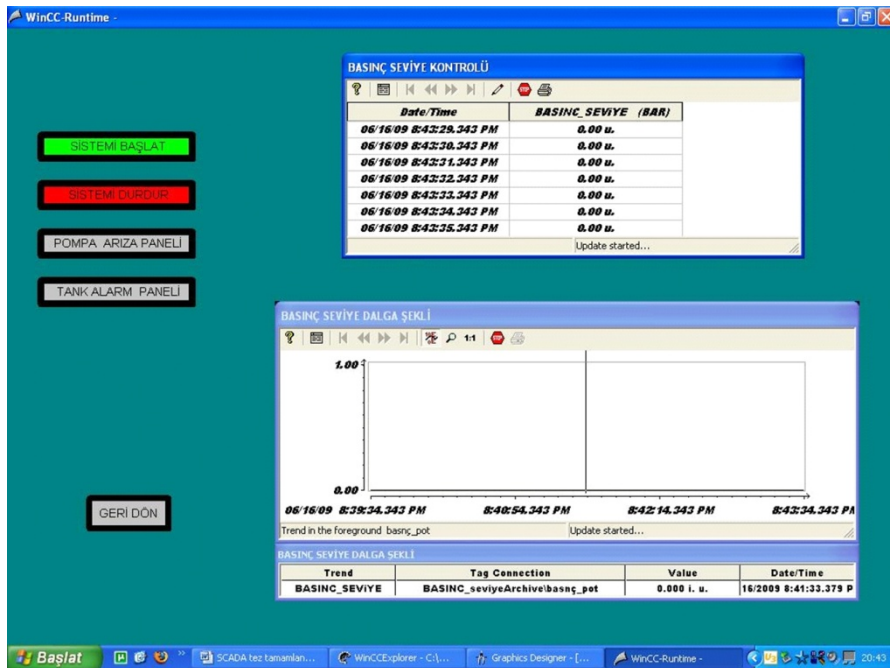 WinCC-Runtime -
BASINÇ SEVİYE KONTROLÜ
Date/Time BASINC_SEVİYE (BAR)
06/16/09 8:43:29.343 PM 0.00 u.
06/16/09 8:43:30.343 PM 0.00 u.
06/16/09 8:43:31.343 PM 0.00 u.
06/16/09 8:43:32.343 PM 0.00 u.
06/16/09 8:43:33.343 PM 0.00 u.
06/16/09 8:43:34.343 PM 0.00 u.
06/16/09 8:43:35.343 PM 0.00 u.
Update started...
SİSTEMİ BAŞLAT
SİSTEMİ DURDUR
POMPA ARIZA PANELİ
TANK ALARM PANELİ
BASINÇ SEVİYE DALGA ŞEKLİ
1:1
1.00
0.00
06/16/09 8:39:34.343 PM 8:40:54.343 PM 8:42:14.343 PM 8:43:34.343 PM
Trend in the foreground basnç_pot Update started...
GERİ DÖN
BASINÇ SEVİYE DALGA ŞEKLİ
Trend Tag Connection Value Date/Time
BASINC_SEVİYE BASINC_seviyeArchive\basnç_pot 0.000 i. u. 16/2009 8:41:33.379 P
Başlat SCADA tez tamamlan... WinCCExplorer - C:\... Graphics Designer - [... WinCC-Runtime - 20:43